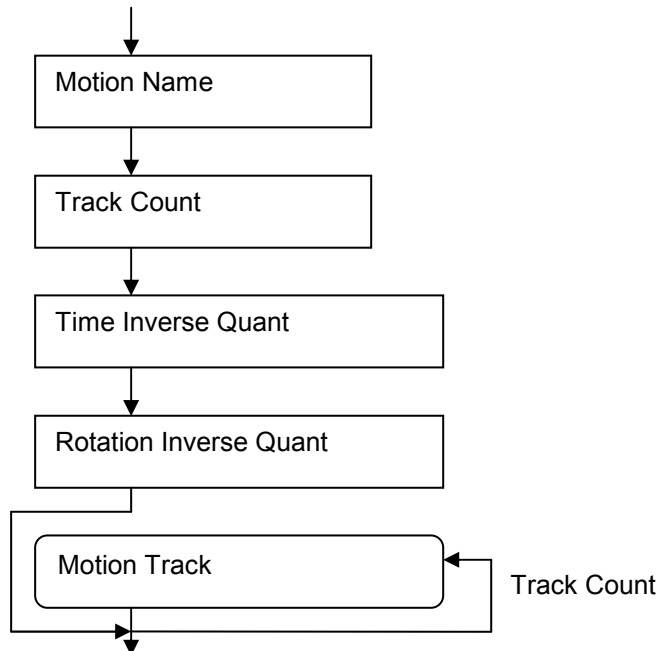 Motion Name
Track Count
Time Inverse Quant
Rotation Inverse Quant
Motion Track
Track Count